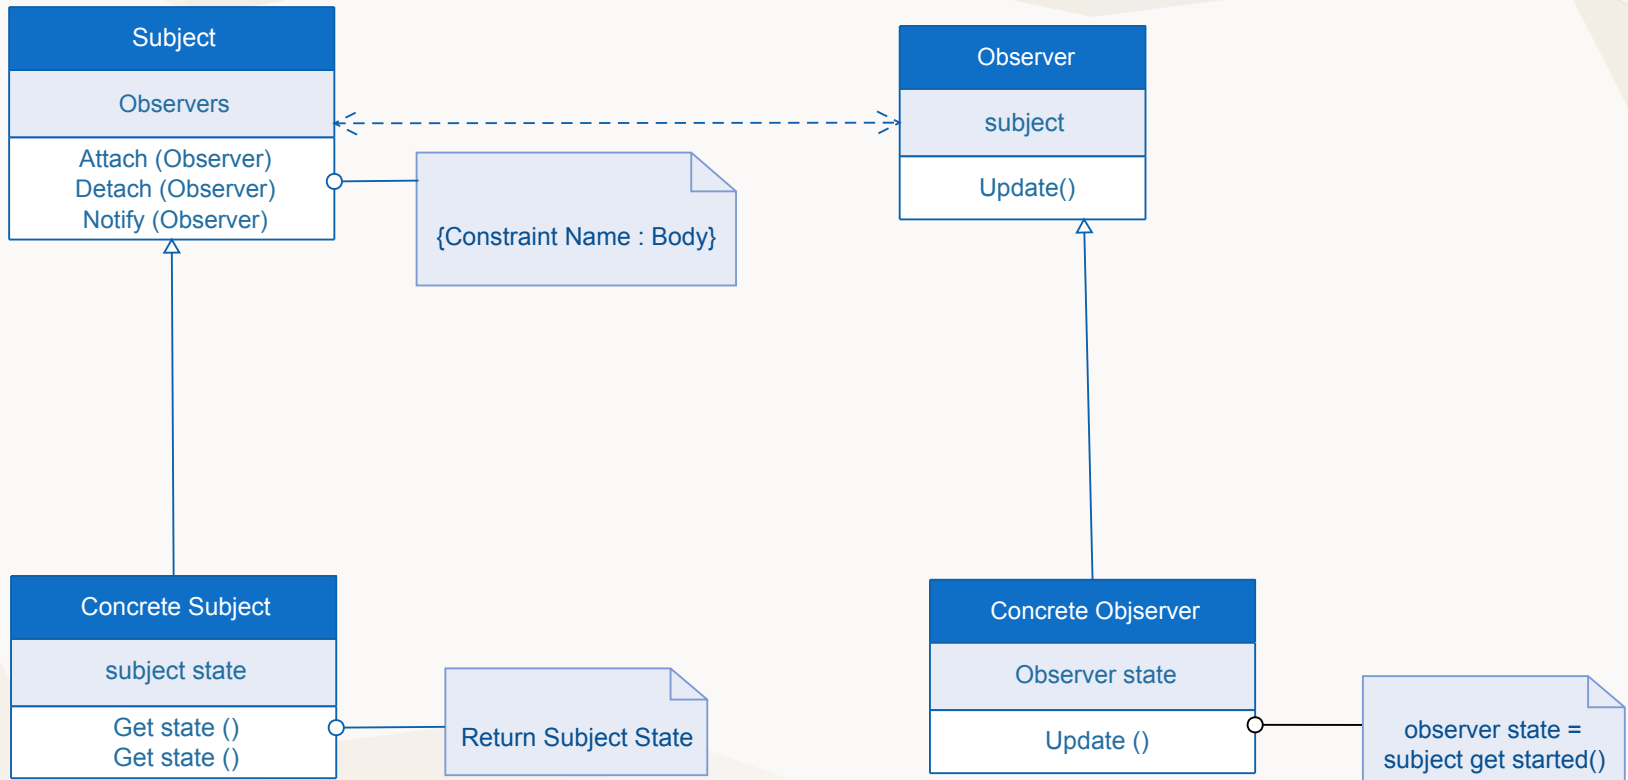 Subject
Observers
Attach (Observer)
Detach (Observer)
Notify (Observer)
{Constraint Name : Body}
Observer
subject
Update()
Concrete Subject
subject state
Get state ()
Get state ()
Return Subject State
Concrete Objserver
Observer state
Update ()
observer state =
subject get started()